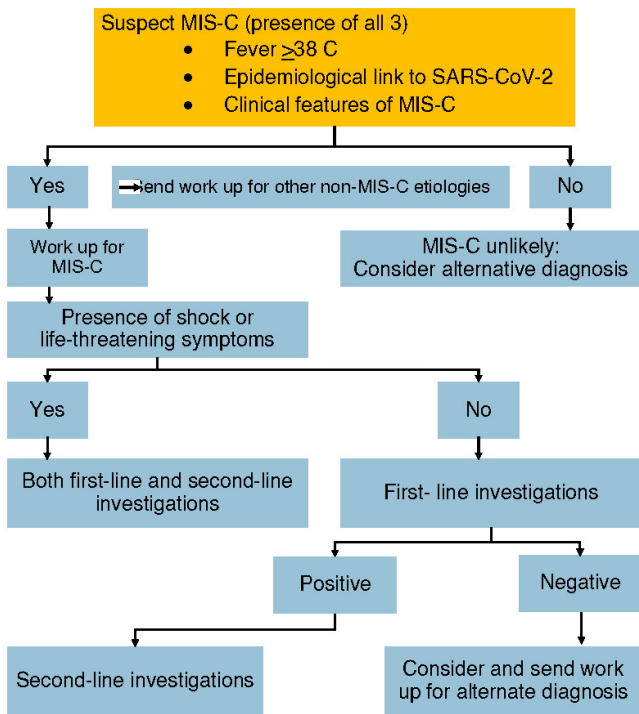 Suspect MIS-C (presence of all 3)
● Fever ≥38 C
● Epidemiological link to SARS-CoV-2
● Clinical features of MIS-C
Yes
end work up for other non-MIS-C etiologies
No
Work up for
MIS-C
MIS-C unlikely:
Consider alternative diagnosis
Presence of shock or
life-threatening symptoms
Yes
No
Both first-line and second-line
investigations
First- line investigations
Positive
Negative
Second-line investigations
Consider and send work
up for alternate diagnosis